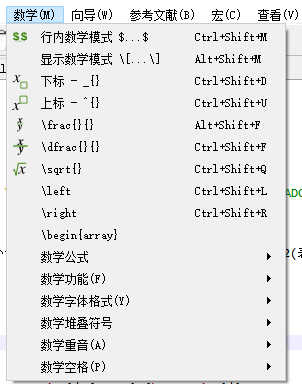 数学(M) 向导(W) 参考文献(B) 宏(C) 查看(V)
$$ 行内数学模式 $...$ Ctrl+Shift+M
显示数学模式 \[...\] Alt+Shift+M
下标 - _{} Ctrl+Shift+D
上标 - ^{} Ctrl+Shift+U
\frac{}{} Alt+Shift+F
\dfrac{}{} Ctrl+Shift+F
\sqrt{} Ctrl+Shift+Q
\left Ctrl+Shift+L
\right Ctrl+Shift+R
\begin{array}
数学公式
数学功能(F)
数学字体格式(Y)
数学堆叠符号
数学重音(A)
数学空格(P)